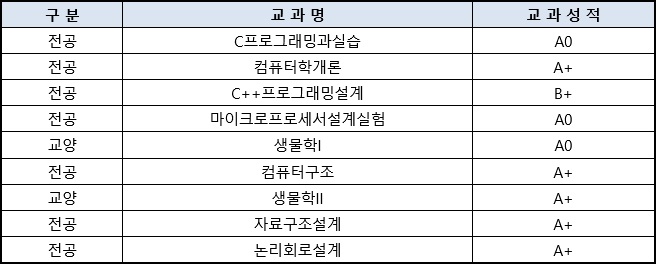 구 분 교 과 명 교 과 성 적
전공 C프로그래밍과실습 A0
전공 컴퓨터학개론 A+
전공 C++프로그래밍설계 B+
전공 마이크로프로세서설계실험 A0
교양 생물학I A0
전공 컴퓨터구조 A+
교양 생물학II A+
전공 자료구조설계 A+
전공 논리회로설계 A+